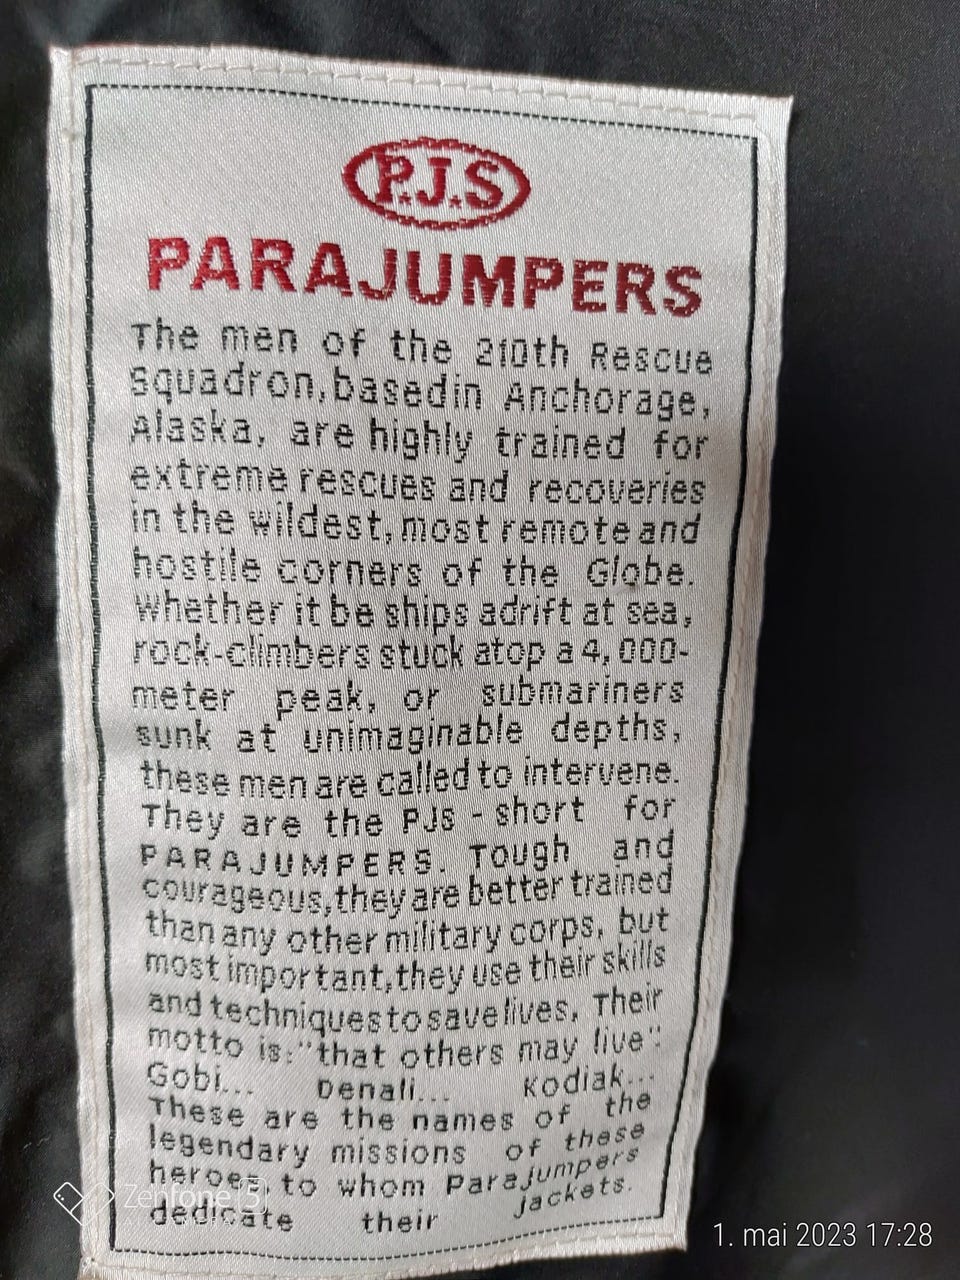 P.J.S
PARAJUMPERS
The men of the 210th Rescue
Squadron, basedin Anchorage,
Alaska, are highly trained for
extreme rescues and recoveries
in the wildest, most remote and
hostile corners of the Globe.
Whether it be ships adrift at sea,
rock-climbers stuck atop a 4, 000-
meter peak, or submariners
sunk at unimaginable depths,
these men are called to intervene.
They are the PJS - short for
PARAJUMPERS. Tough and
courageous, they are better trained
than any other military corps, but
most important, they use their skills
and techniques to save lives, Their
motto is: "that others may live".
Gobi... Denali... Kodiak...
These are the names of the
legendary missions of these
heroes, to whom Parajumpers
dedicate their jackets.
Zenfone 5
1. mai 2023 17:28